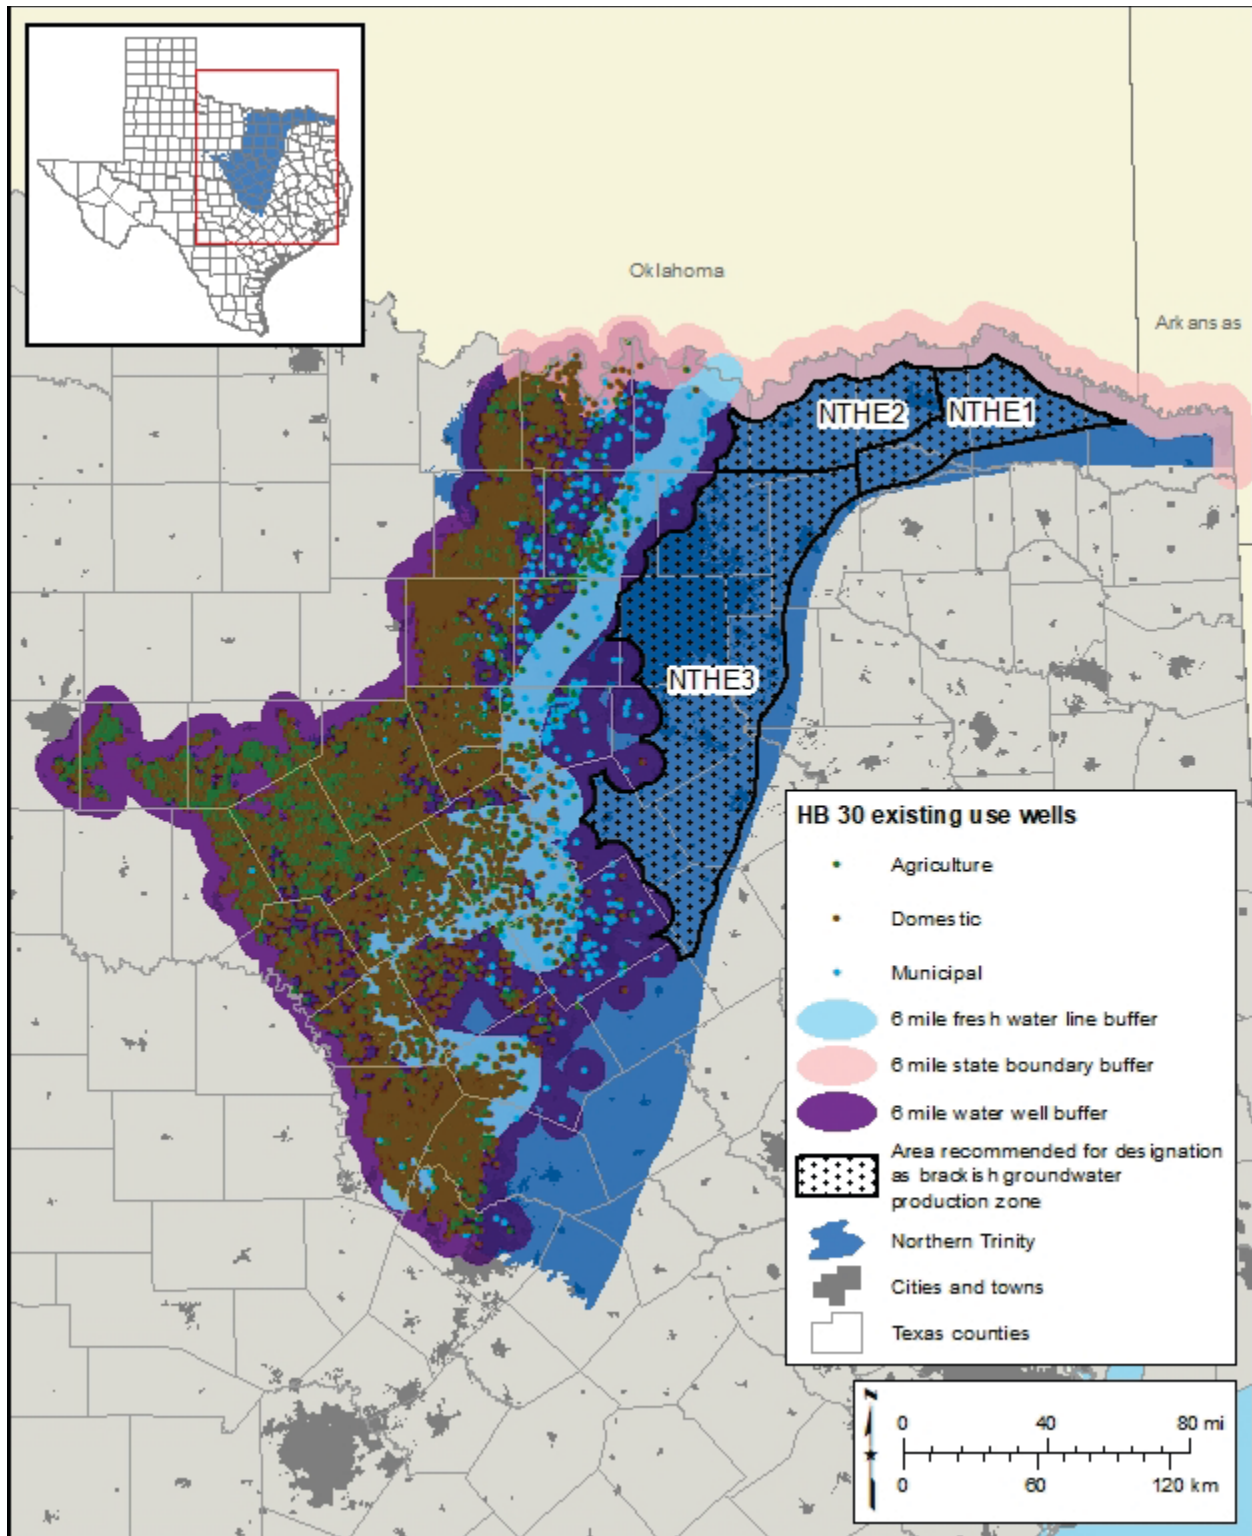 Oklahoma
Arkansas
NTHE2
NTHE1
NTHE3
HB 30 existing use wells
Agriculture
Domestic
Municipal
6 mile fresh water line buffer
6 mile state boundary buffer
6 mile water well buffer
Area recommended for designation
as brackish groundwater
production zone
Northern Trinity
Cities and towns
Texas counties
N
0 40 80 mi
0 60 120 km